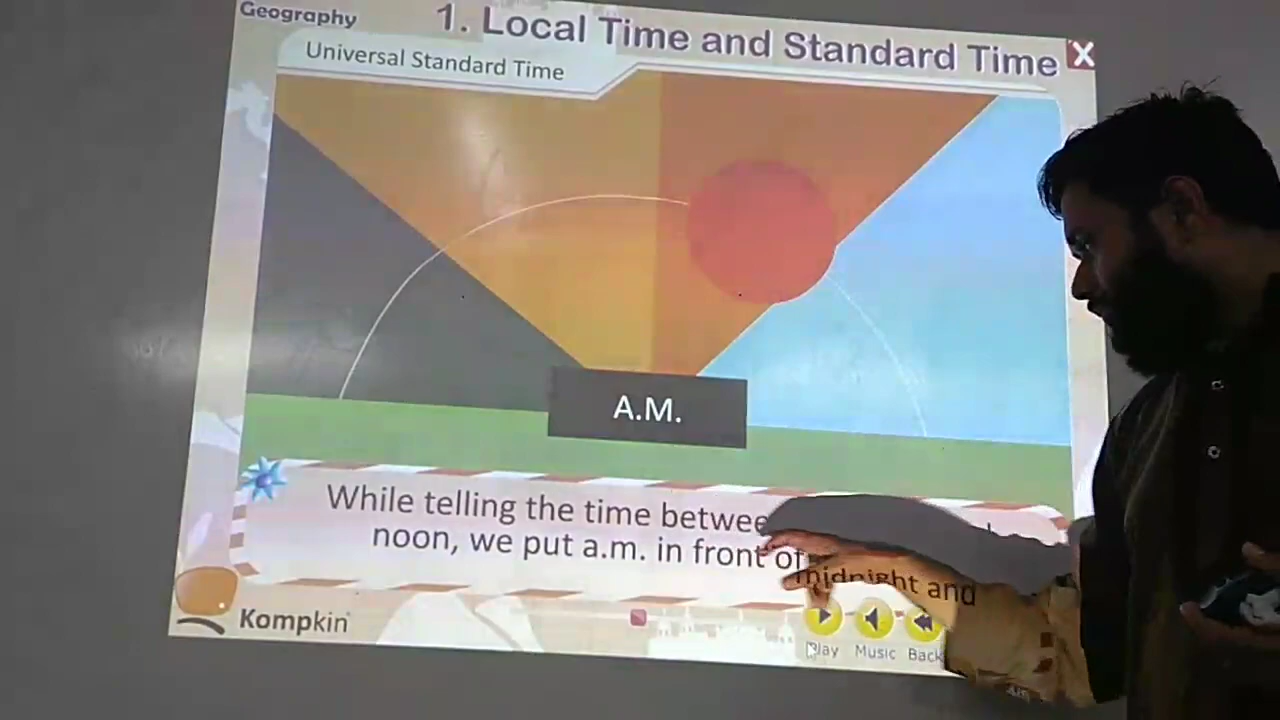 Geography
1. Local Time and Standard Time
X
Universal Standard Time
A.M.
While telling the time between
midnight and
noon, we put a.m. in front of
Kompkin
Play Music Back